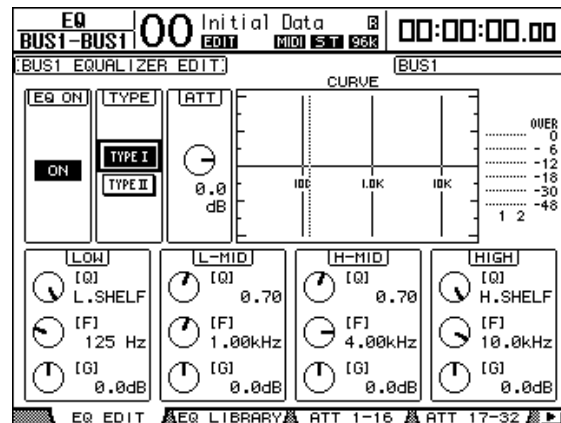 EQ
BUS1-BUS1
00 Initial Data R
EDIT MIDI ST 96K
00:00:00.00
BUS1 EQUALIZER EDIT
BUS1
EQ ON TYPE ATT CURVE
ON
TYPE I
TYPE II
0.0
dB
100 1.0K 10K
OVER
0
- 6
-12
-18
-30
-48
1 2
LOW
[Q]
L.SHELF
[F]
125 Hz
[G]
0.0dB
L-MID
[Q]
0.70
[F]
1.00kHz
[G]
0.0dB
H-MID
[Q]
0.70
[F]
4.00kHz
[G]
0.0dB
HIGH
[Q]
H.SHELF
[F]
10.0kHz
[G]
0.0dB
EQ EDIT EQ LIBRARY ATT 1-16 ATT 17-32